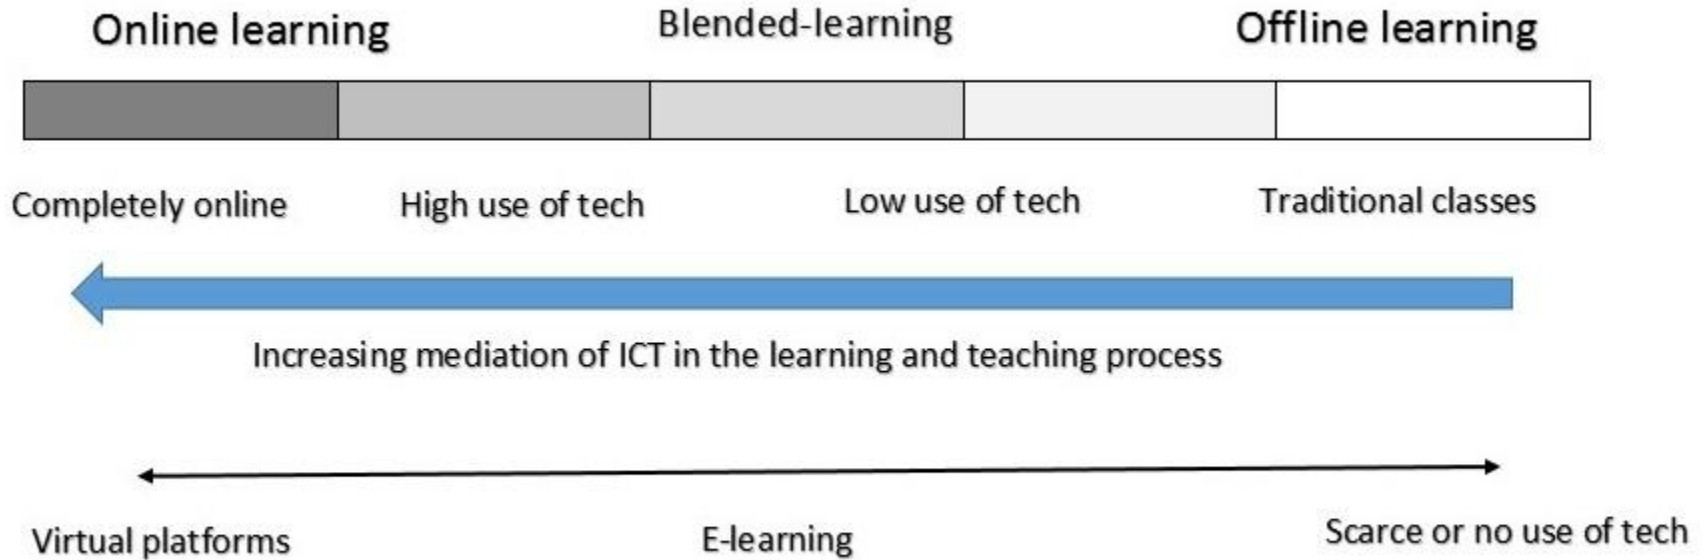 Online learning
Blended-learning
Offline learning
Completely online
High use of tech
Low use of tech
Traditional classes
Increasing mediation of ICT in the learning and teaching process
Virtual platforms
E-learning
Scarce or no use of tech